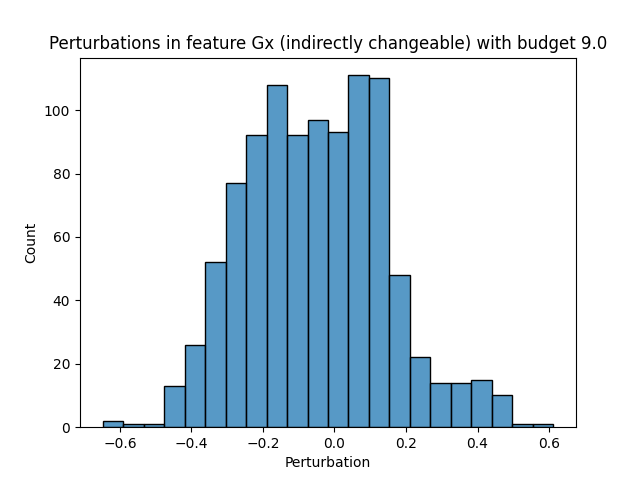 Perturbations in feature Gx (indirectly changeable) with budget 9.0
Count
100
80
60
40
20
0
−0.6 −0.4 −0.2 0.0 0.2 0.4 0.6
Perturbation